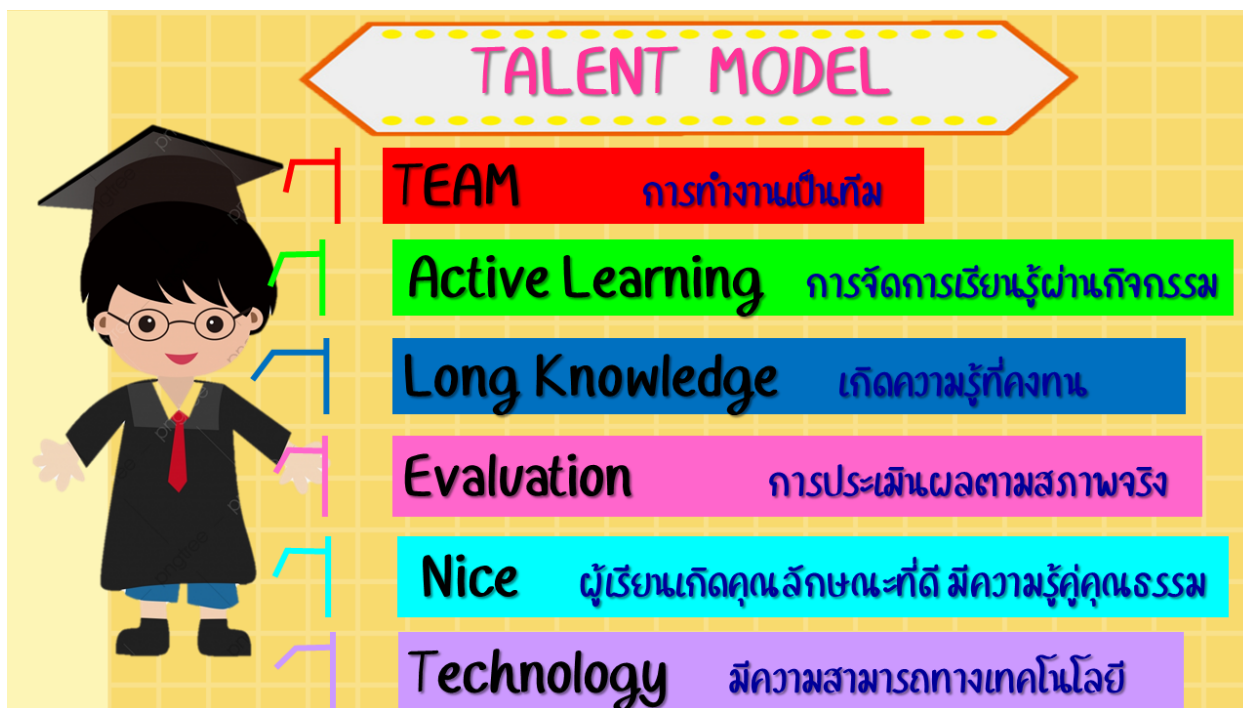 TALENT MODEL
TEAM การทำงานเป็นทีม
Active Learning การจัดการเรียนรู้ผ่านกิจกรรม
Long Knowledge เกิดความรู้ที่คงทน
Evaluation การประเมินผลตามสภาพจริง
Nice ผู้เรียนเกิดคุณลักษณะที่ดี มีความรู้คู่คุณธรรม
Technology มีความสามารถทางเทคโนโลยี